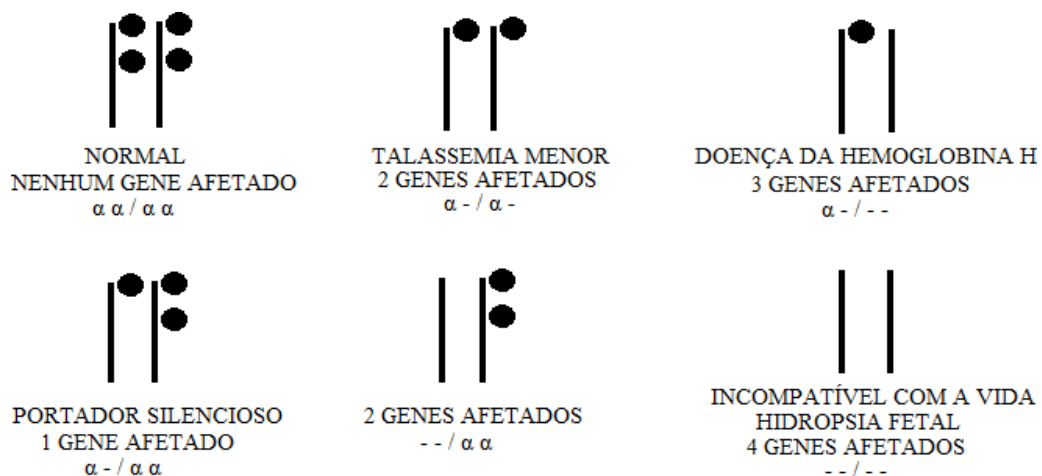 NORMAL
NENHUM GENE AFETADO
α α / α α
TALASSEMIA MENOR
2 GENES AFETADOS
α - / α -
DOENÇA DA HEMOGLOBINA H
3 GENES AFETADOS
α - / - -
PORTADOR SILENCIOSO
1 GENE AFETADO
α - / α α
2 GENES AFETADOS
- - / α α
INCOMPATÍVEL COM A VIDA
HIDROPSIA FETAL
4 GENES AFETADOS
- - / - -